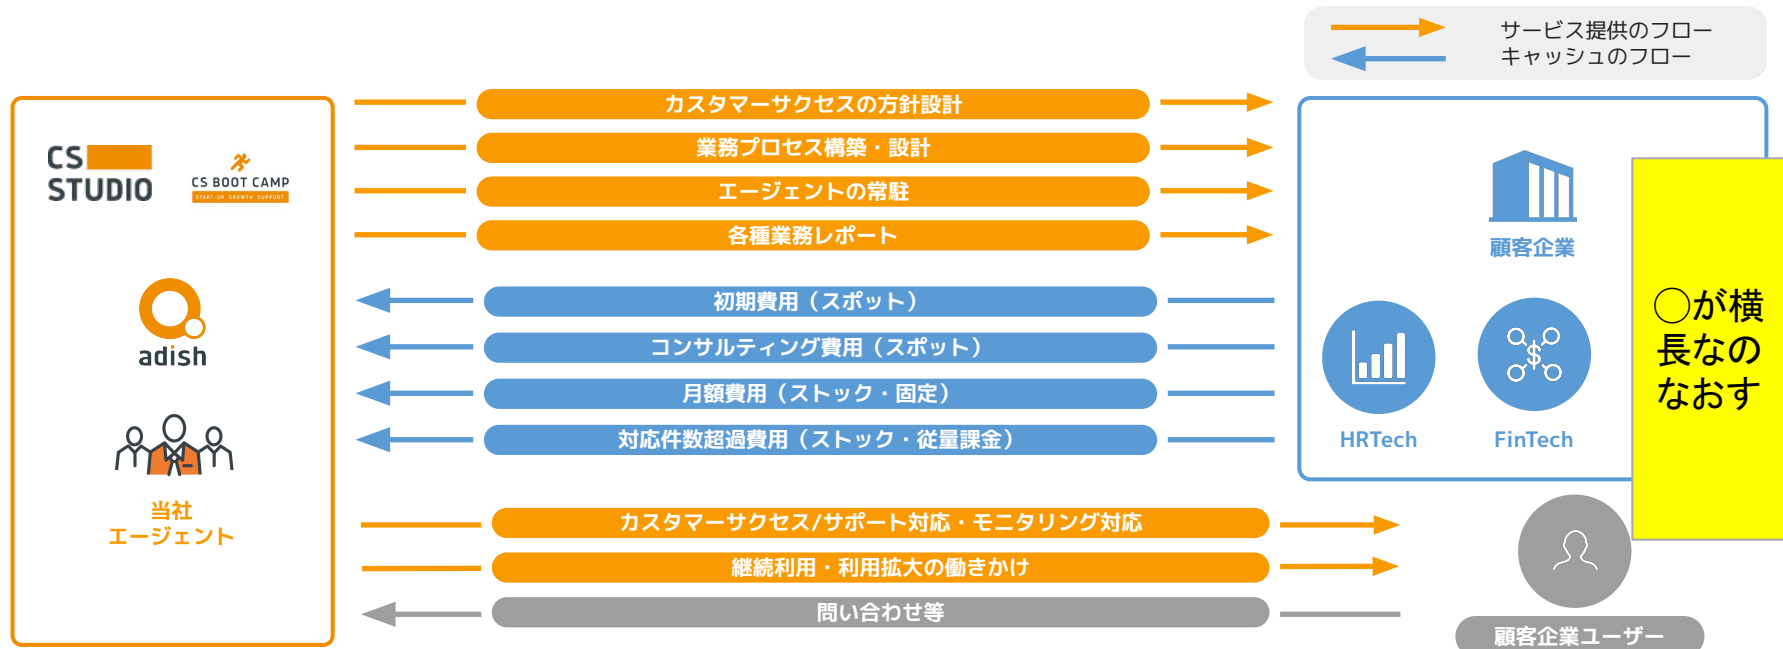 サービス提供のフロー
キャッシュのフロー
CS
STUDIO
CS BOOT CAMP
START-UP GROWTH SUPPORT
adish
当社
エージェント
カスタマーサクセスの方針設計
業務プロセス構築・設計
エージェントの常駐
各種業務レポート
初期費用（スポット）
コンサルティング費用（スポット）
月額費用（ストック・固定）
対応件数超過費用（ストック・従量課金）
カスタマーサクセス/サポート対応・モニタリング対応
継続利用・利用拡大の働きかけ
問い合わせ等
顧客企業
HRTech
FinTech
◯が横
長なの
なおす
顧客企業ユーザー